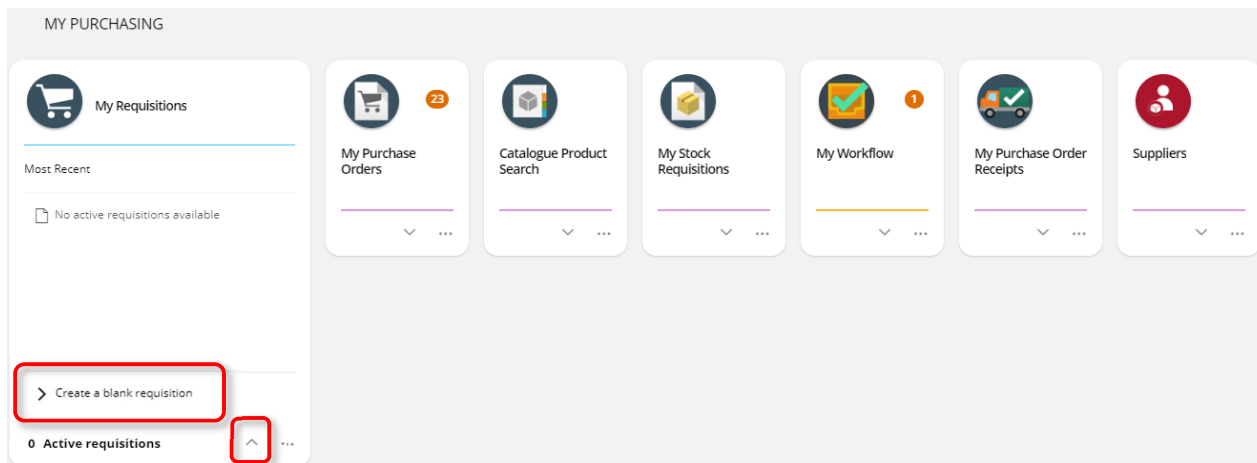 MY PURCHASING
My Requisitions
Most Recent
No active requisitions available
Create a blank requisition
0 Active requisitions
23
My Purchase
Orders
Catalogue Product
Search
My Stock
Requisitions
1
My Workflow
My Purchase Order
Receipts
Suppliers